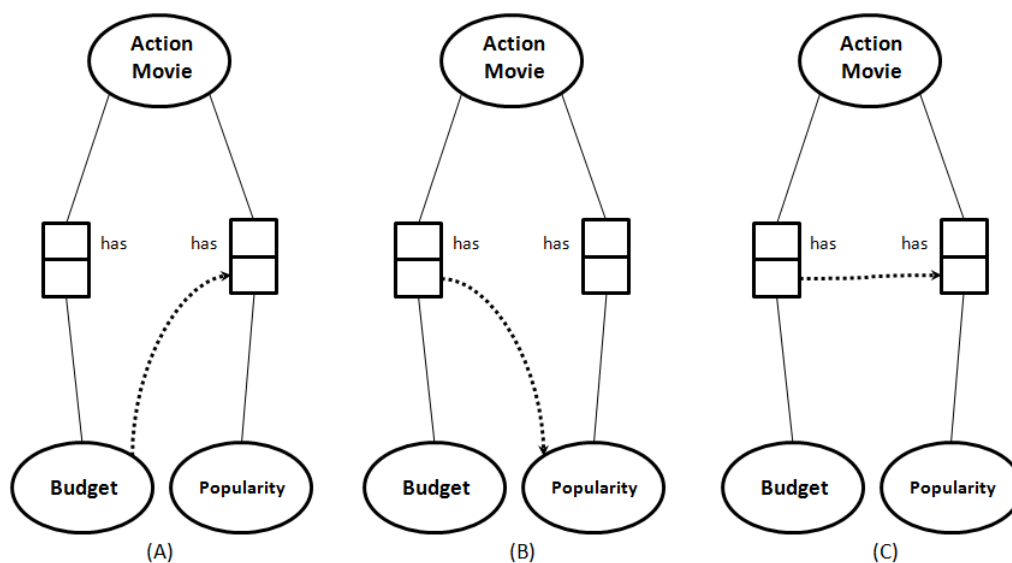 Action
Movie
has
has
Budget
Popularity
(A)
Action
Movie
has
has
Budget
Popularity
(B)
Action
Movie
has
has
Budget
Popularity
(C)